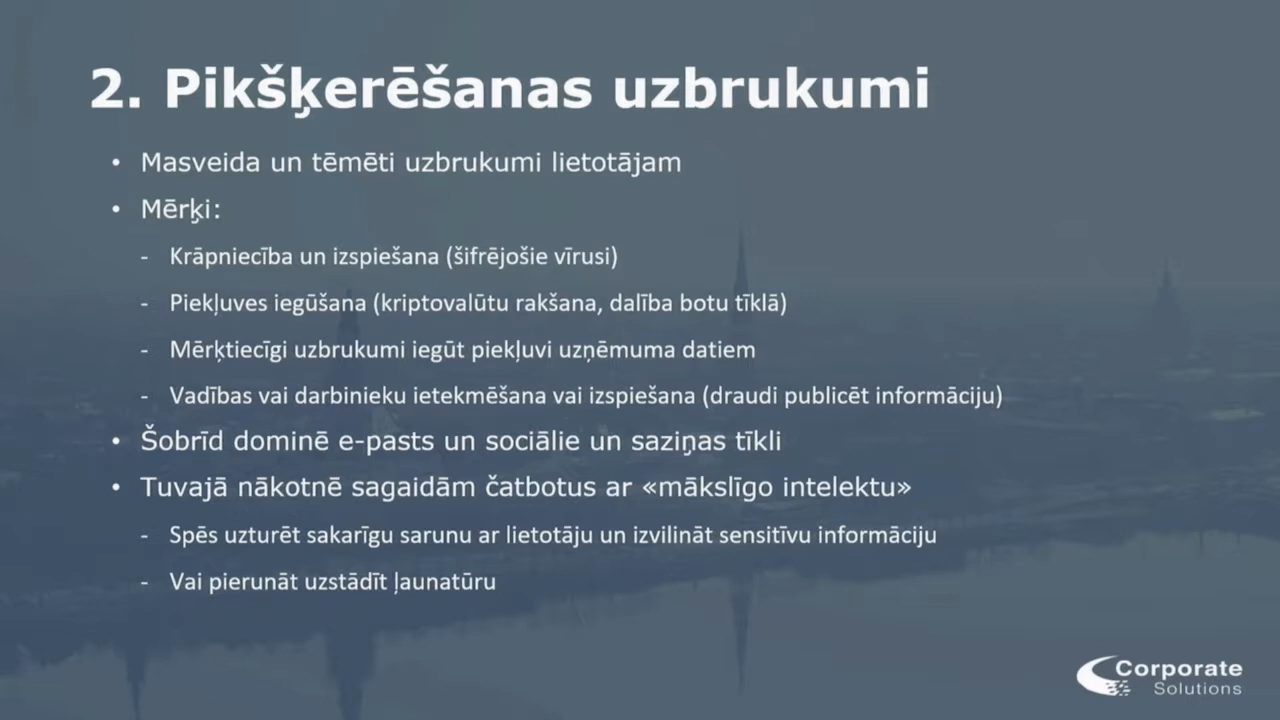 2. Pikšķerēšanas uzbrukumi
• Masveida un tēmēti uzbrukumi lietotājam
• Mērķi:
- Krāpniecība un izspiešana (šifrējošie vīrusi)
- Piekļuves iegūšana (kriptovalūtu rakšana, dalība botu tīklā)
- Mērķtiecīgi uzbrukumi iegūt piekļuvi uzņēmuma datiem
- Vadības vai darbinieku ietekmēšana vai izspiešana (draudi publicēt informāciju)
• Šobrīd dominē e-pasts un sociālie un saziņas tīkli
• Tuvajā nākotnē sagaidām čatbotus ar «mākslīgo intelektu»
- Spēs uzturēt sakarīgu sarunu ar lietotāju un izvilināt sensitīvu informāciju
- Vai pierunāt uzstādīt ļaunatūru
Corporate
Solutions